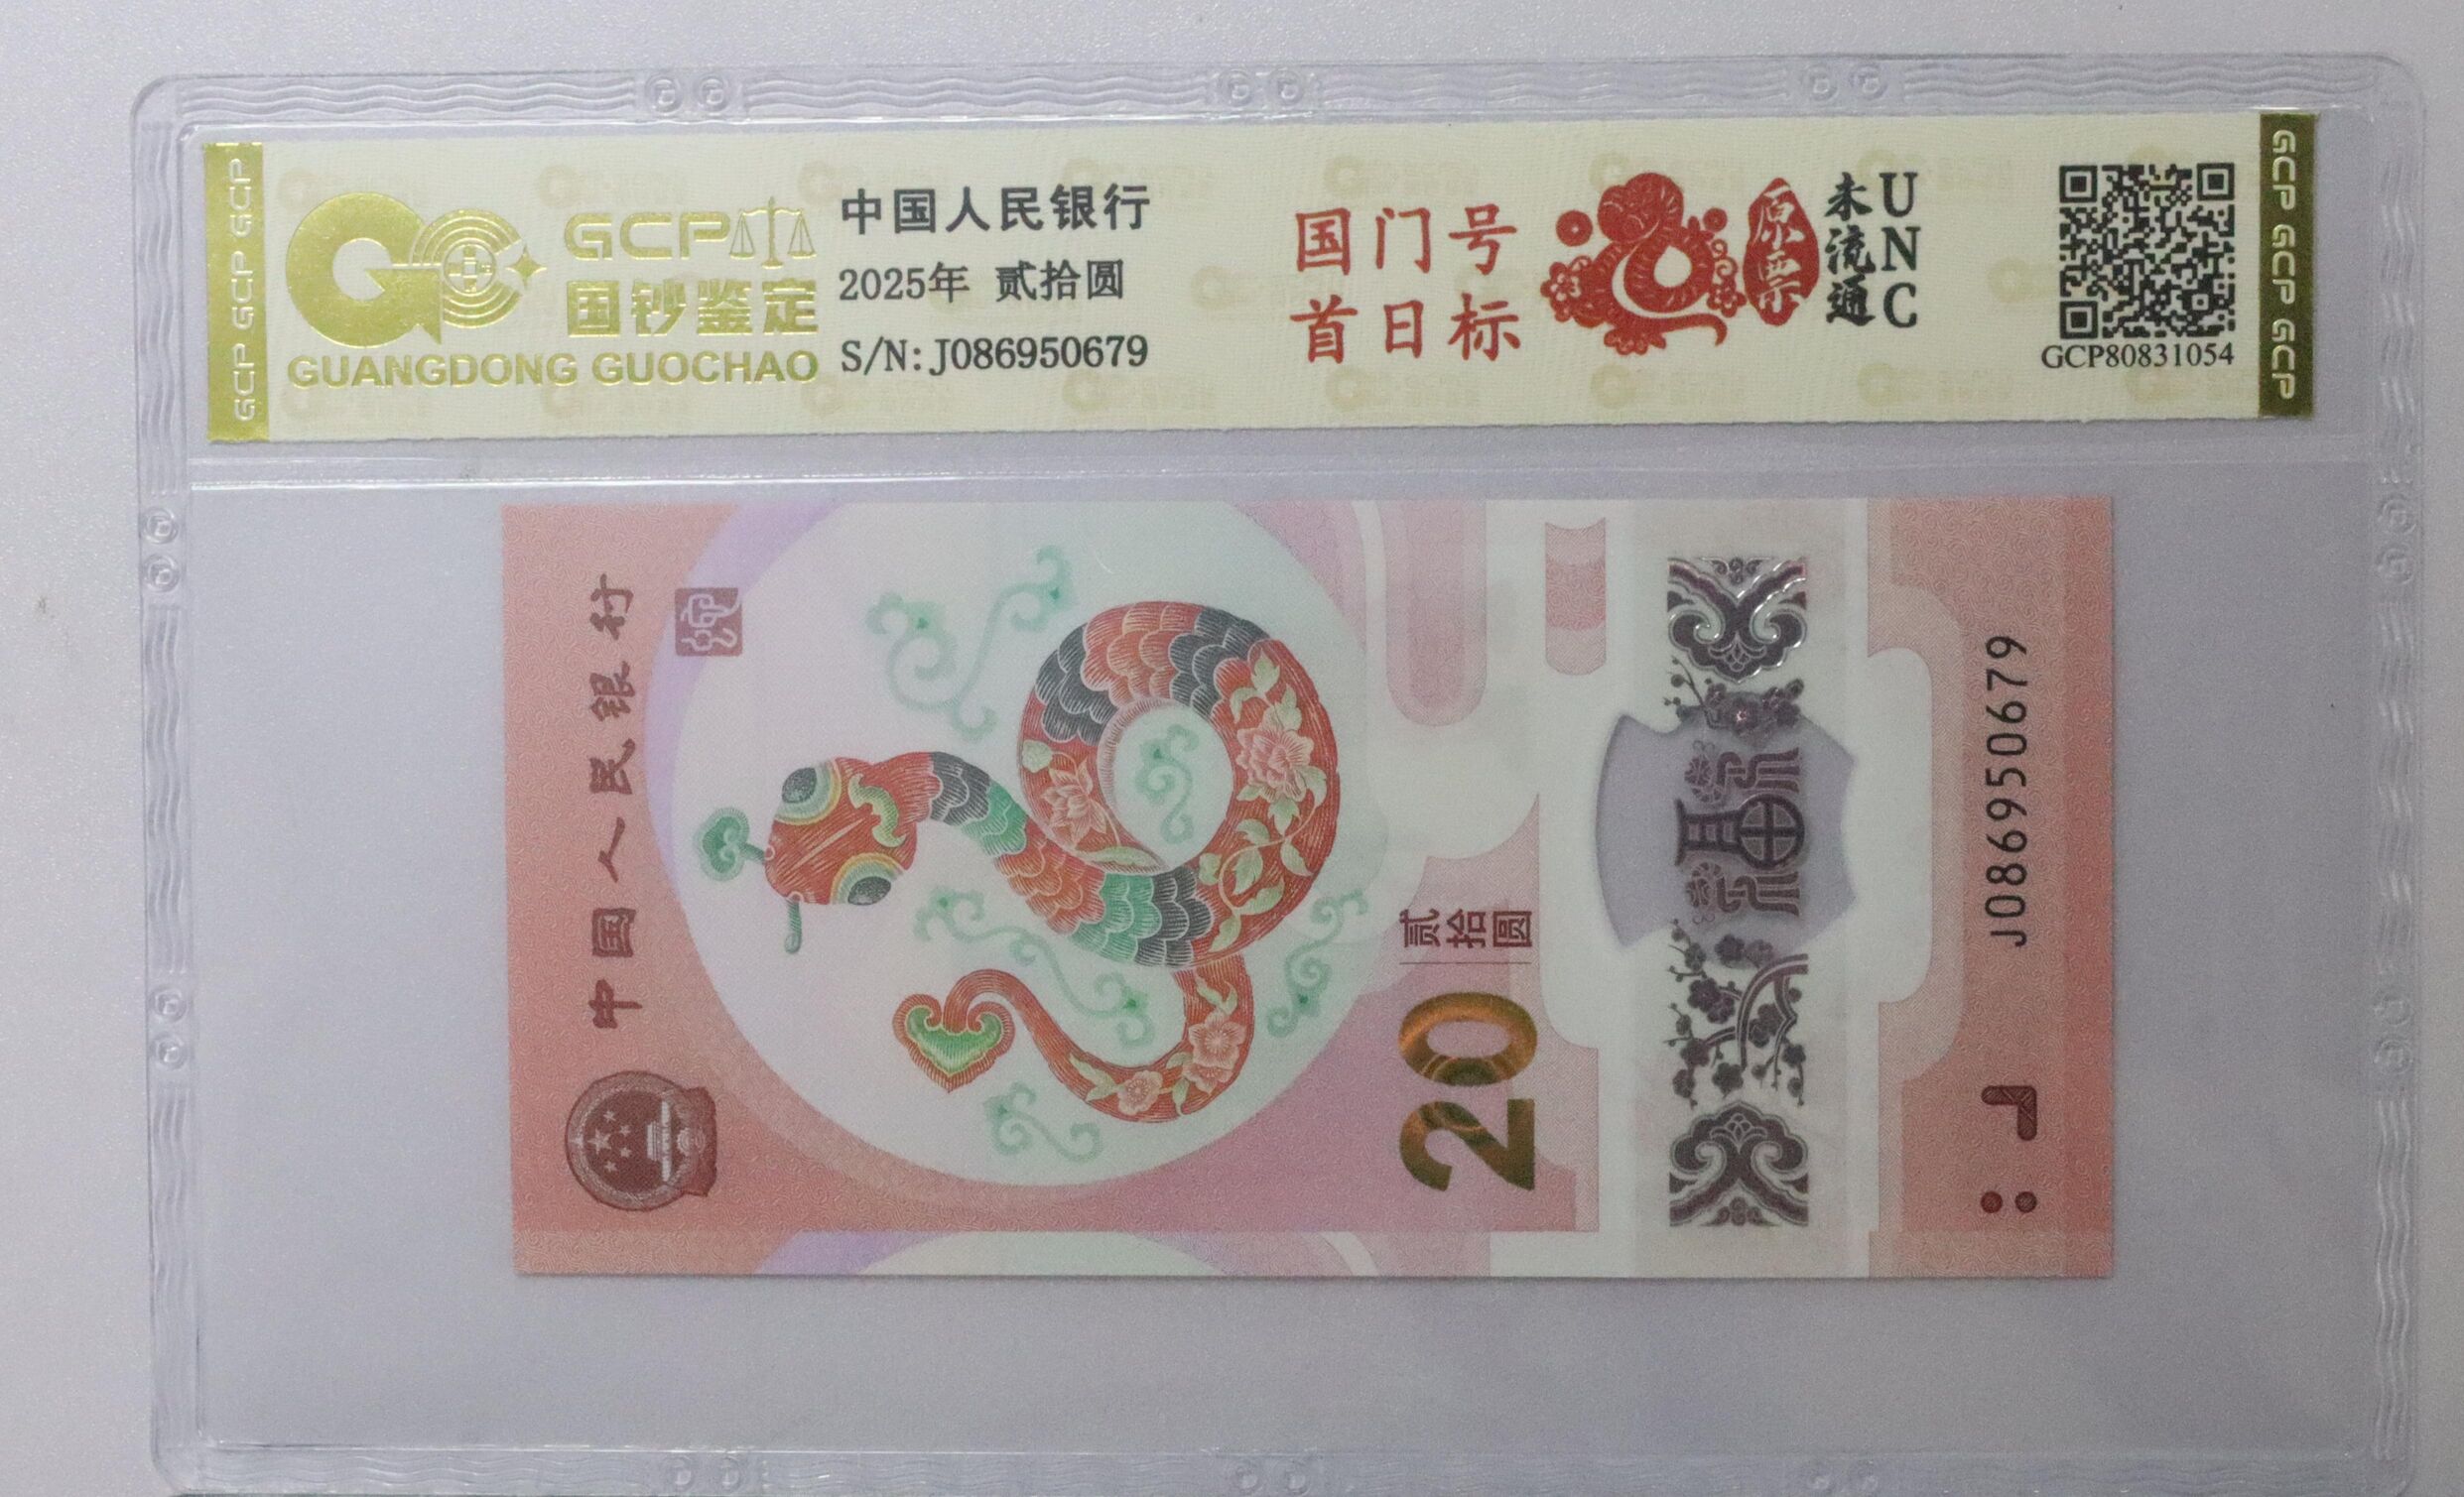 GCP GCP GCP
GCP
国钞鉴定
GUANGDONG GUOCHAO
中国人民银行
2025年 贰拾圆
S/N: J086950679
国门号
首日标
原票
未流通
UNC
GCP80831054
GCP GCP GCP
中国人民银行
20
贰拾圆
福
J086950679